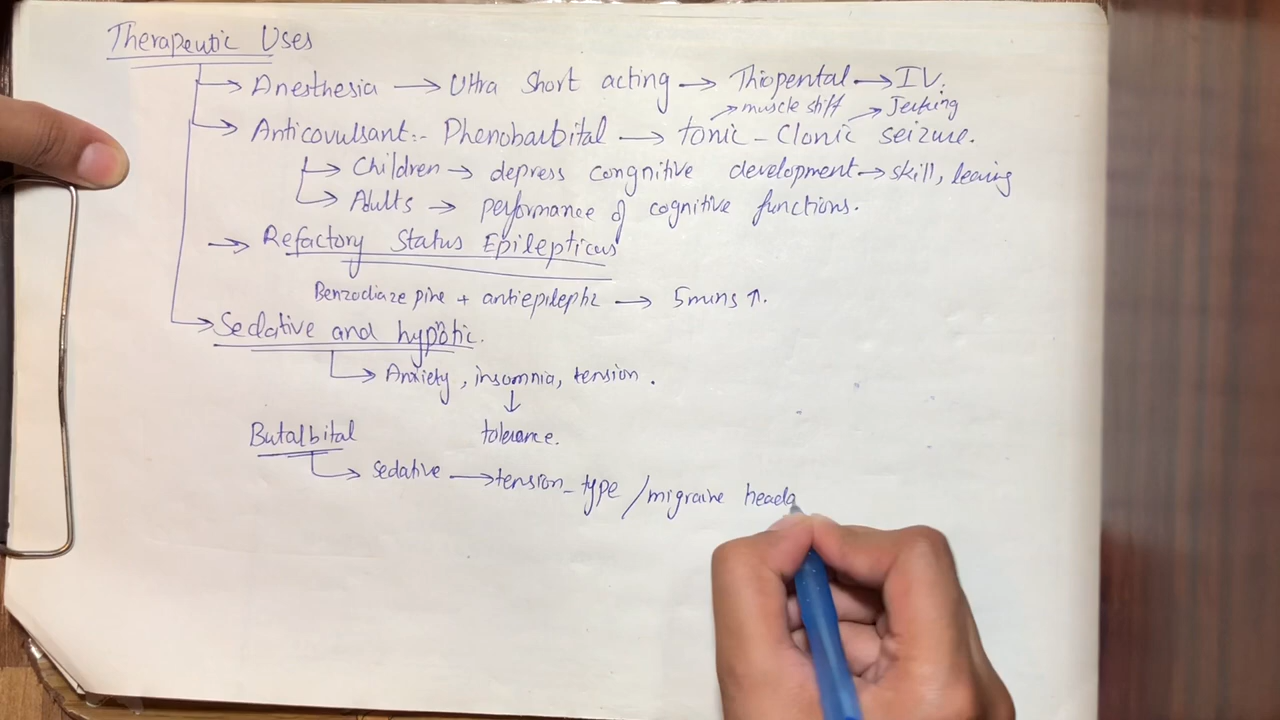 Therapeutic Uses
→ Anesthesia → Ultra Short acting → Thiopental → IV.
→ muscle stiff → Jerking
→ Anticovulsant:- Phenobarbital → tonic - Clonic seizure.
→ Children → depress congnitive development → skill, learing
→ Adults → performance of cognitive functions.
→ Refactory Status Epilepticus
Benzodiazepine + antiepileptic → 5mins ↑.
→ Sedative and hypotic.
→ Anxiety, insomnia, tension.
↓
Butalbital tolerance.
→ sedative → tension-type / migraine heada